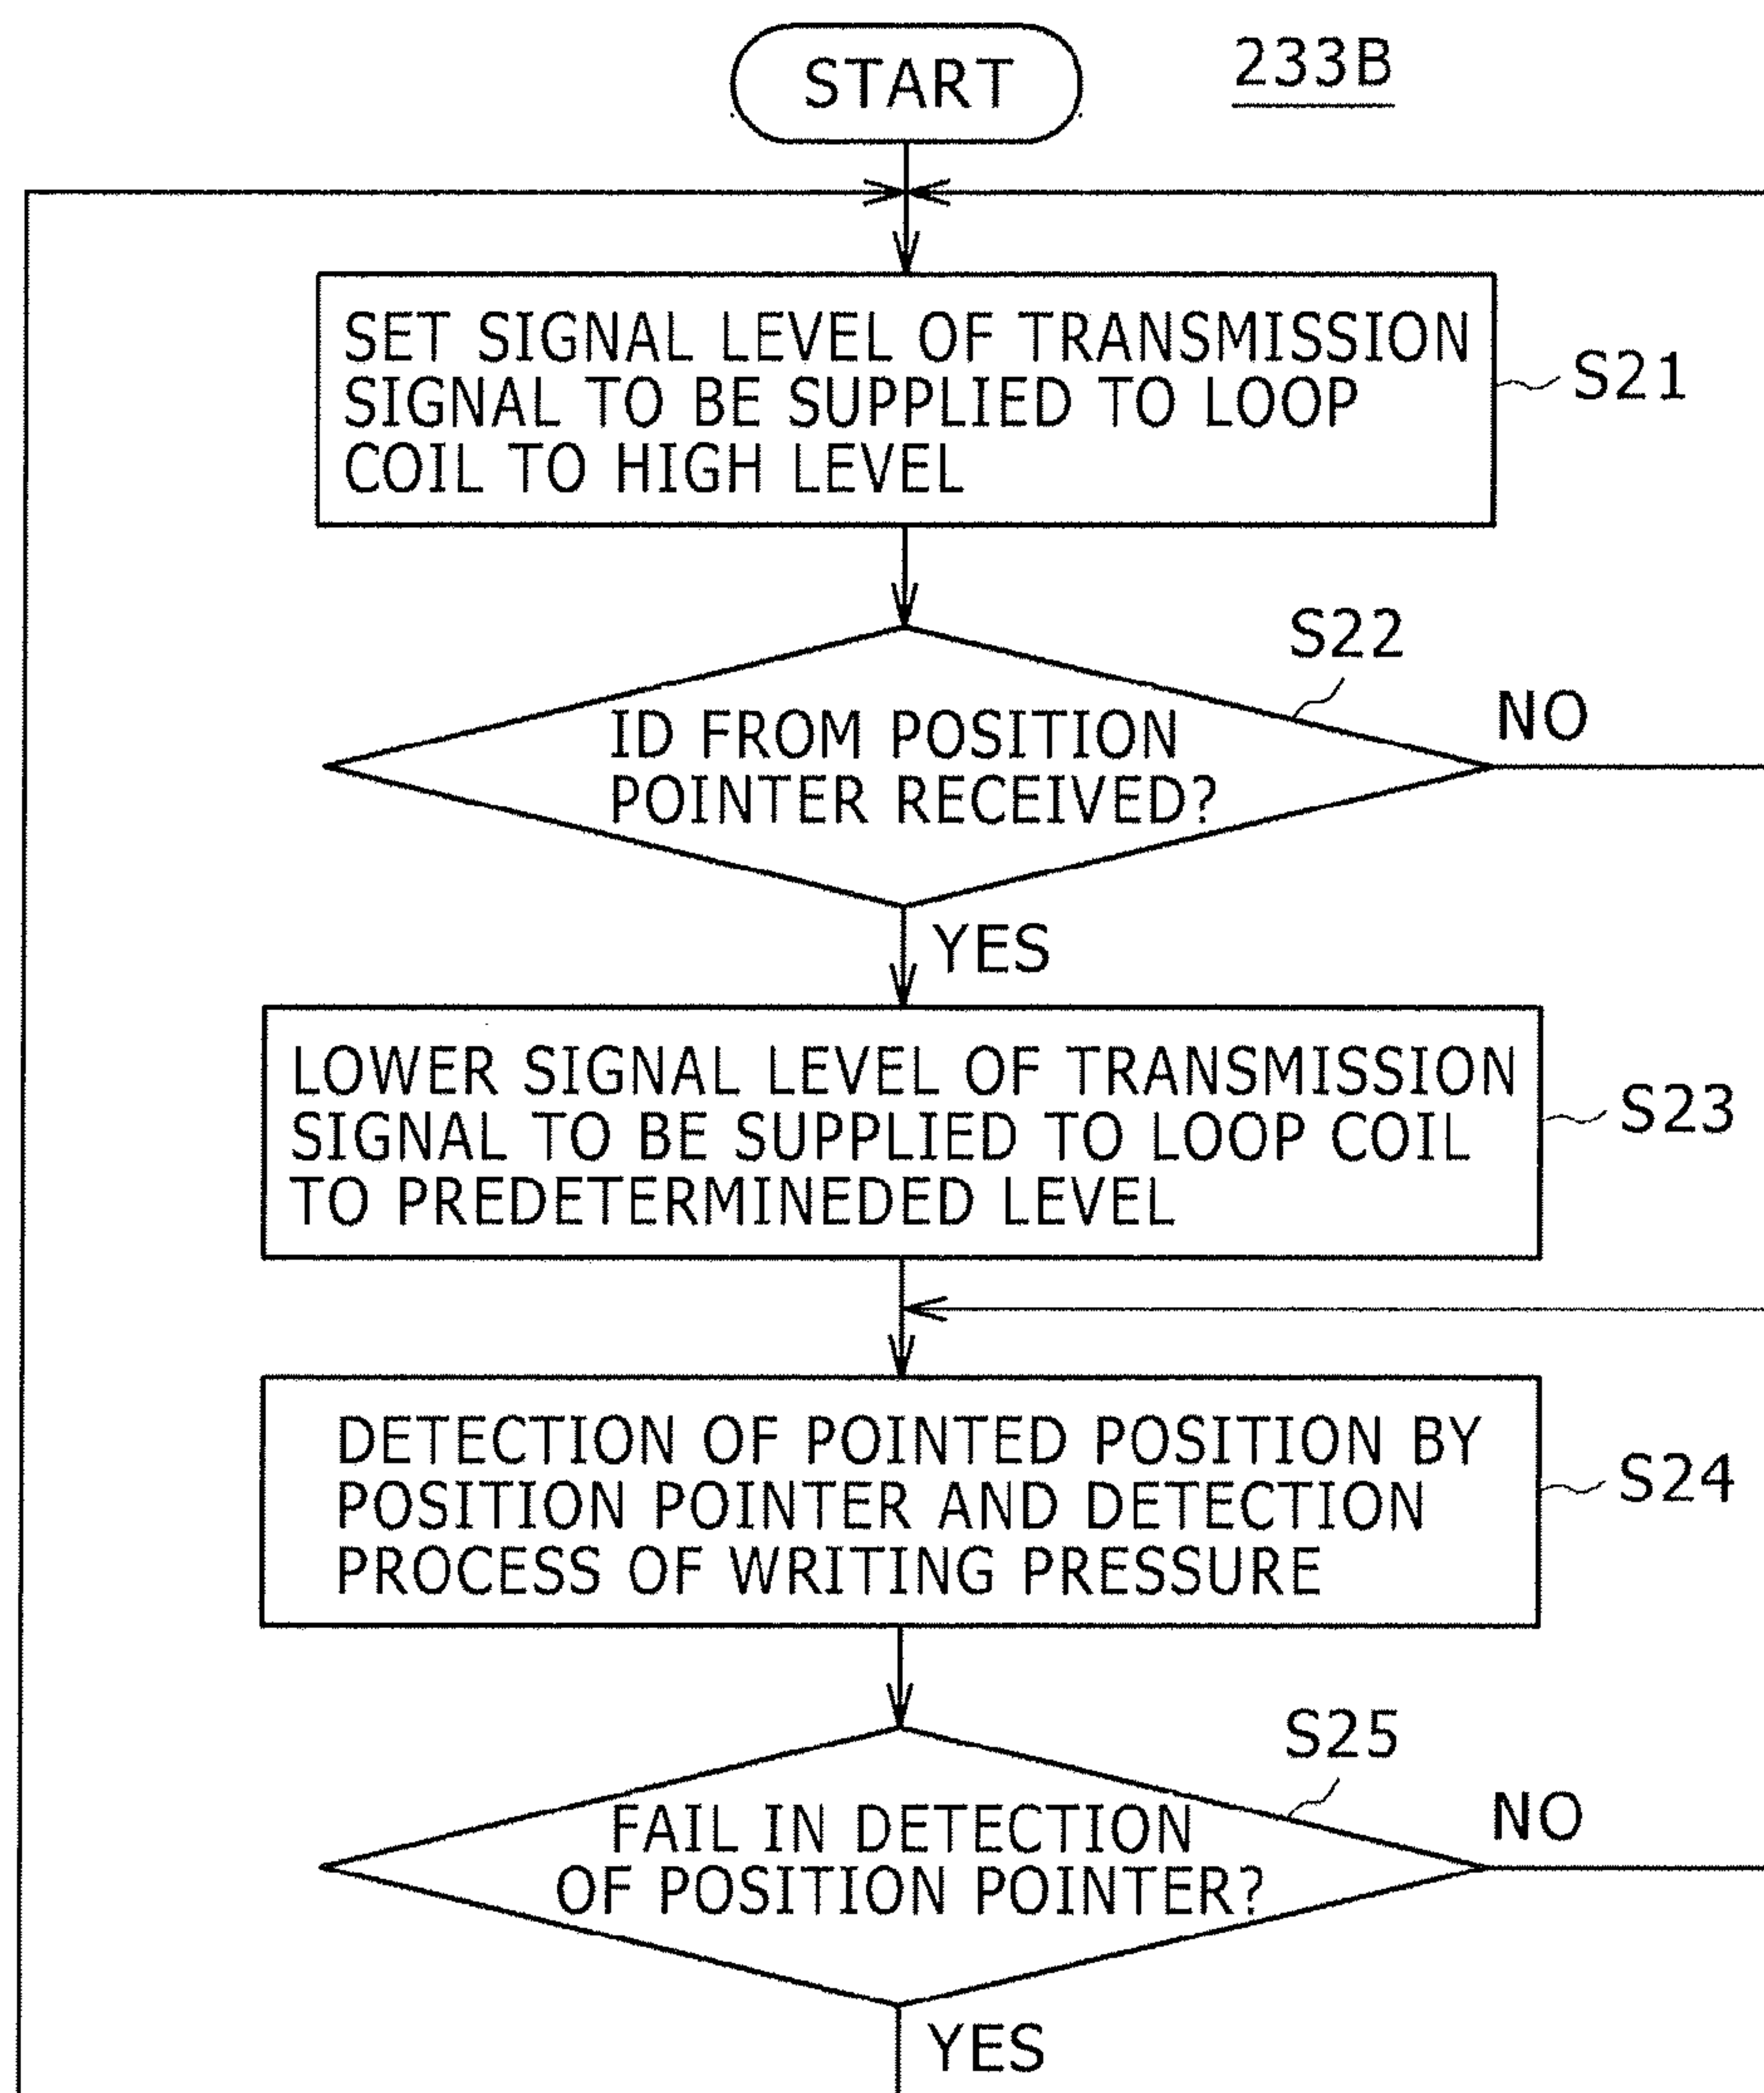 START
233B
SET SIGNAL LEVEL OF TRANSMISSION
SIGNAL TO BE SUPPLIED TO LOOP
COIL TO HIGH LEVEL
S21
S22
ID FROM POSITION
POINTER RECEIVED?
NO
YES
LOWER SIGNAL LEVEL OF TRANSMISSION
SIGNAL TO BE SUPPLIED TO LOOP COIL
TO PREDETERMINEDED LEVEL
S23
DETECTION OF POINTED POSITION BY
POSITION POINTER AND DETECTION
PROCESS OF WRITING PRESSURE
S24
S25
FAIL IN DETECTION
OF POSITION POINTER?
NO
YES